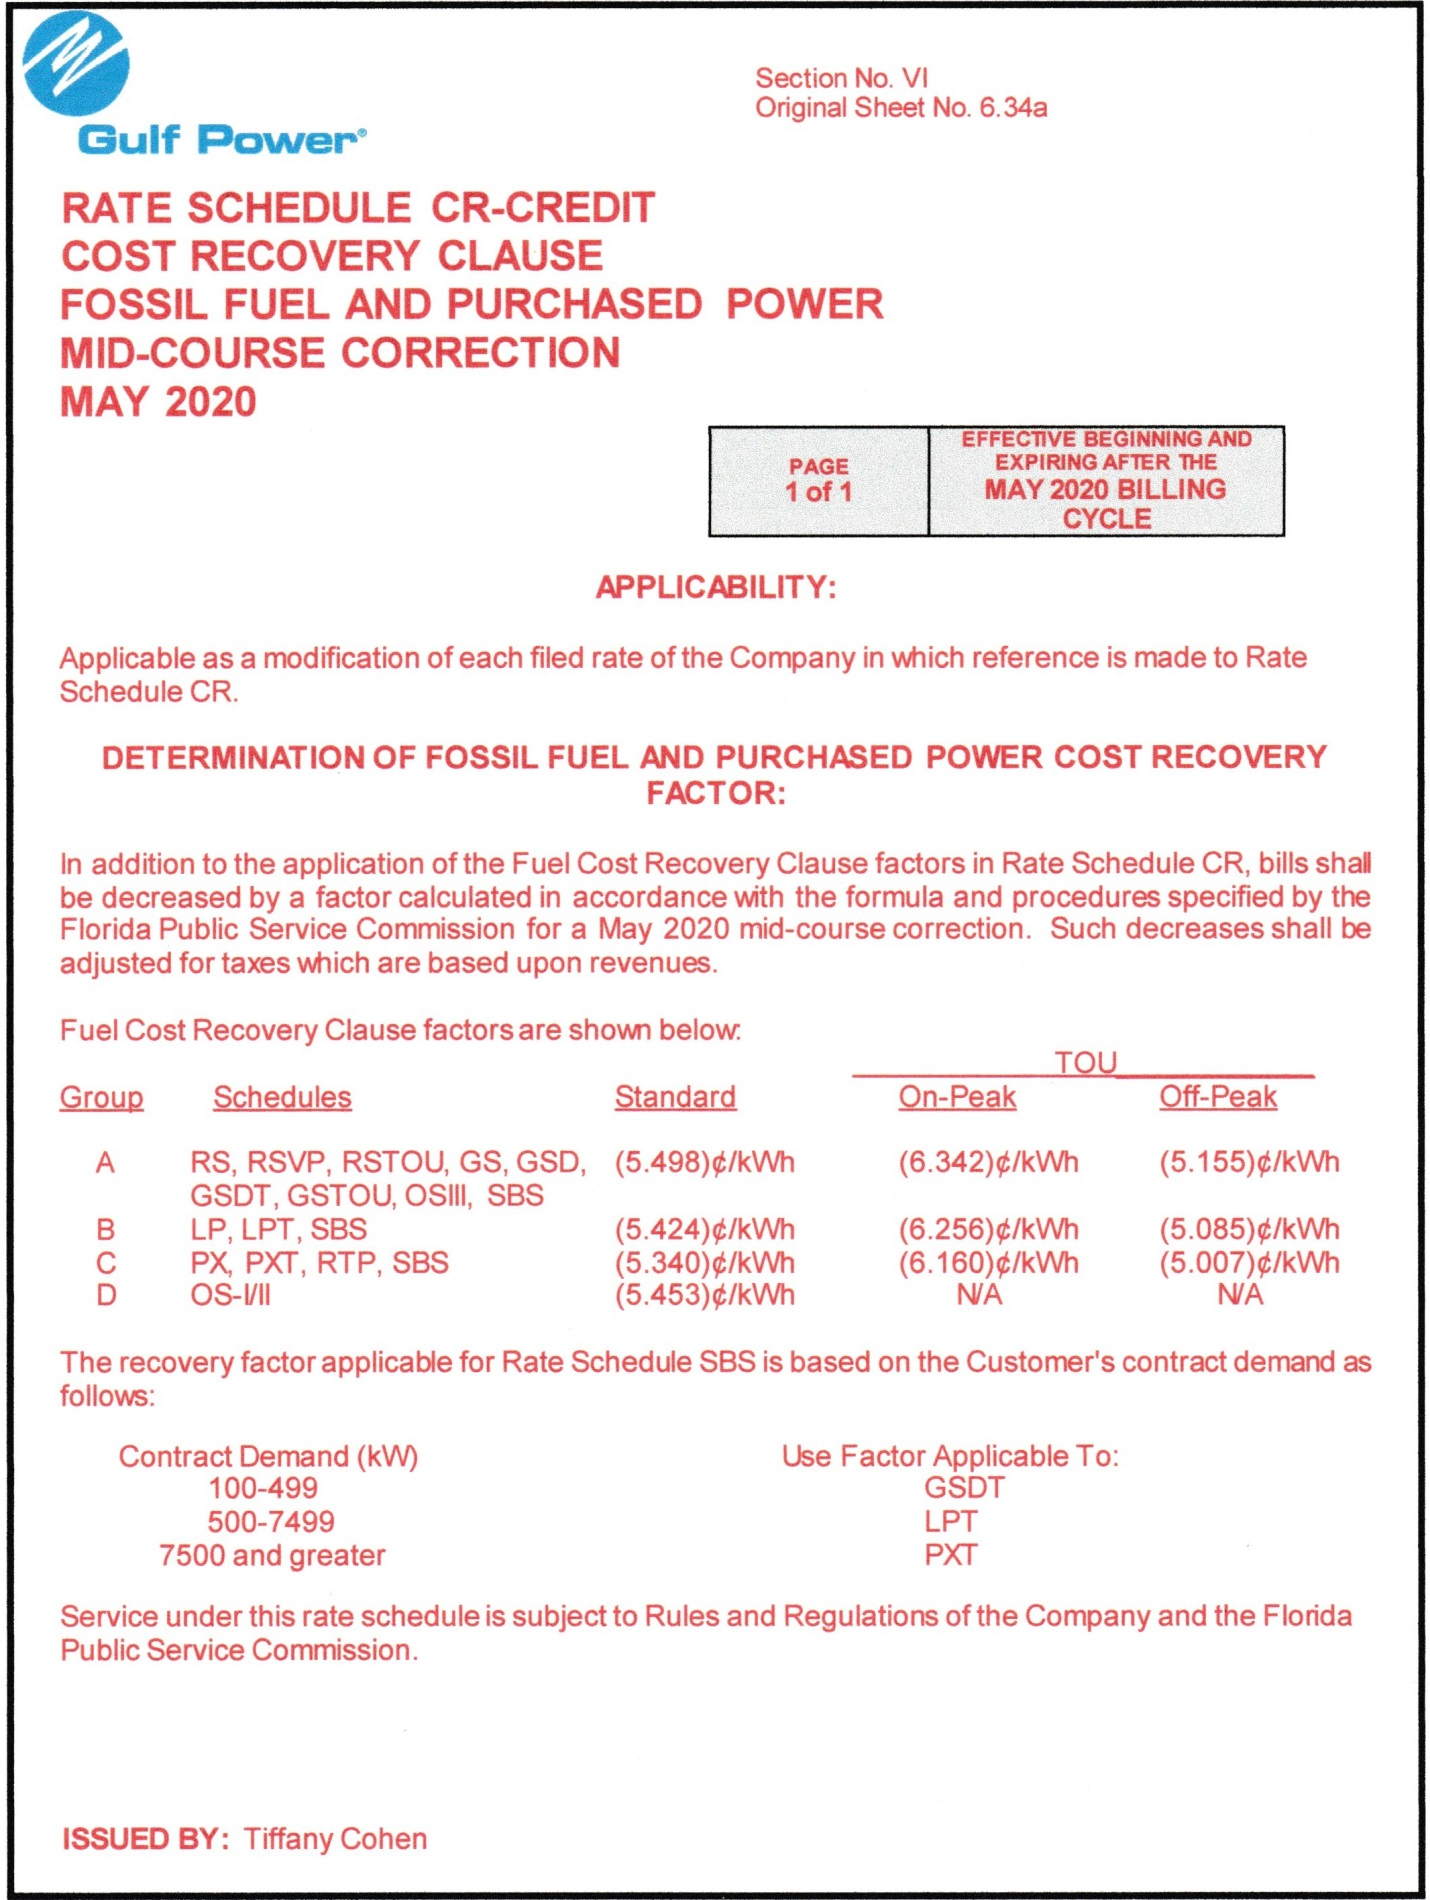 Gulf Power®
Section No. VI
Original Sheet No. 6.34a
RATE SCHEDULE CR-CREDIT
COST RECOVERY CLAUSE
FOSSIL FUEL AND PURCHASED POWER
MID-COURSE CORRECTION
MAY 2020
PAGE
1 of 1
EFFECTIVE BEGINNING AND
EXPIRING AFTER THE
MAY 2020 BILLING
CYCLE
APPLICABILITY:
Applicable as a modification of each filed rate of the Company in which reference is made to Rate
Schedule CR.
DETERMINATION OF FOSSIL FUEL AND PURCHASED POWER COST RECOVERY
FACTOR:
In addition to the application of the Fuel Cost Recovery Clause factors in Rate Schedule CR, bills shall
be decreased by a factor calculated in accordance with the formula and procedures specified by the
Florida Public Service Commission for a May 2020 mid-course correction. Such decreases shall be
adjusted for taxes which are based upon revenues.
Fuel Cost Recovery Clause factors are shown below:
TOU
Group Schedules Standard On-Peak Off-Peak
A RS, RSVP, RSTOU, GS, GSD, (5.498)¢/kWh (6.342)¢/kWh (5.155)¢/kWh
GSDT, GSTOU, OSIII, SBS
B LP, LPT, SBS (5.424)¢/kWh (6.256)¢/kWh (5.085)¢/kWh
C PX, PXT, RTP, SBS (5.340)¢/kWh (6.160)¢/kWh (5.007)¢/kWh
D OS-I/II (5.453)¢/kWh N/A N/A
The recovery factor applicable for Rate Schedule SBS is based on the Customer's contract demand as
follows:
Contract Demand (kW) Use Factor Applicable To:
100-499 GSDT
500-7499 LPT
7500 and greater PXT
Service under this rate schedule is subject to Rules and Regulations of the Company and the Florida
Public Service Commission.
ISSUED BY: Tiffany Cohen